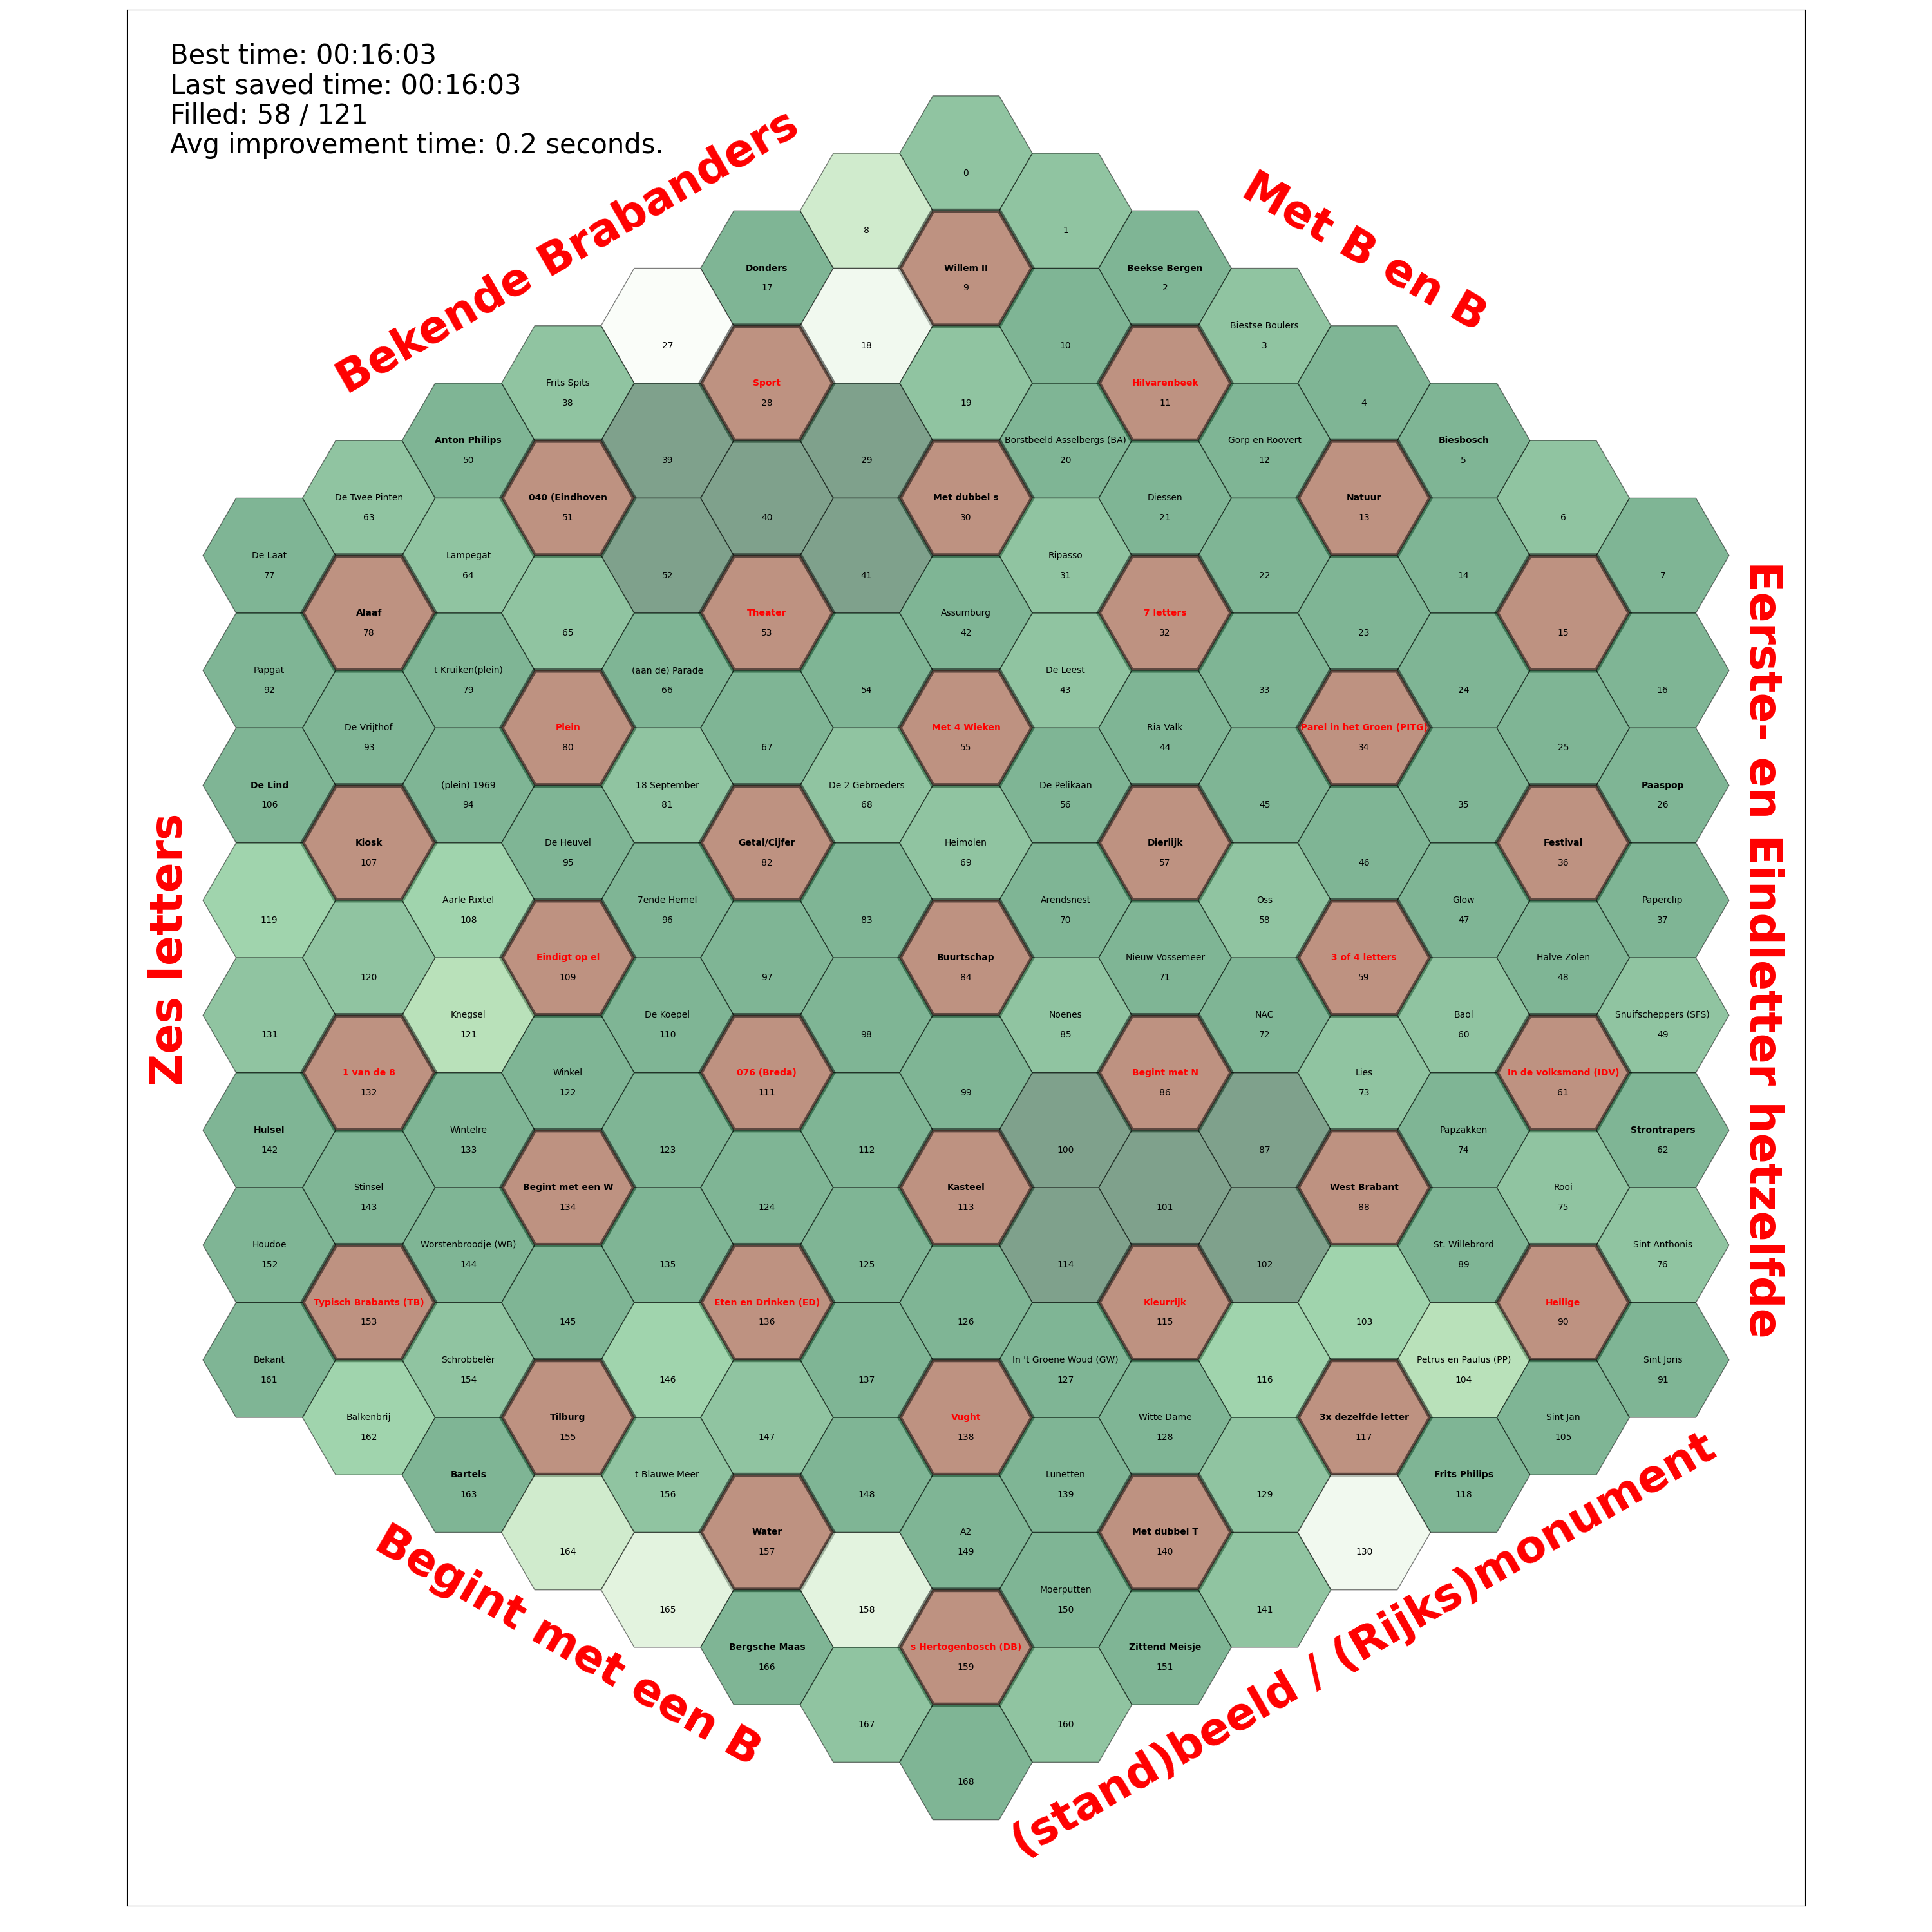 Best time: 00:16:03
Last saved time: 00:16:03
Filled: 58 / 121
Avg improvement time: 0.2 seconds.
Bekende Brabanders
Met B en B
Eerste- en Eindletter hetzelfde
(stand)beeld / (Rijks)monument
Begint met een B
Zes letters
0
8
1
Donders
17
Willem II
9
Beekse Bergen
2
27
18
10
Biestse Boulers
3
Frits Spits
38
Sport
28
19
Hilvarenbeek
11
4
Anton Philips
50
39
29
Borstbeeld Asselbergs (BA)
20
Gorp en Roovert
12
Biesbosch
5
De Twee Pinten
63
040 (Eindhoven
51
40
Met dubbel s
30
Diessen
21
Natuur
13
6
De Laat
77
Lampegat
64
52
41
Ripasso
31
22
14
7
Alaaf
78
65
Theater
53
Assumburg
42
7 letters
32
23
15
Papgat
92
t Kruiken(plein)
79
(aan de) Parade
66
54
De Leest
43
33
24
16
De Vrijthof
93
Plein
80
67
Met 4 Wieken
55
Ria Valk
44
Parel in het Groen (PITG)
34
25
De Lind
106
(plein) 1969
94
18 September
81
De 2 Gebroeders
68
De Pelikaan
56
45
35
Paaspop
26
Kiosk
107
De Heuvel
95
Getal/Cijfer
82
Heimolen
69
Dierlijk
57
46
Festival
36
119
Aarle Rixtel
108
7ende Hemel
96
83
Arendsnest
70
Oss
58
Glow
47
Paperclip
37
120
Eindigt op el
109
97
Buurtschap
84
Nieuw Vossemeer
71
3 of 4 letters
59
Halve Zolen
48
131
Knegsel
121
De Koepel
110
98
Noenes
85
NAC
72
Baol
60
Snuifscheppers (SFS)
49
1 van de 8
132
Winkel
122
076 (Breda)
111
99
Begint met N
86
Lies
73
In de volksmond (IDV)
61
Hulsel
142
Wintelre
133
123
112
100
87
Papzakken
74
Strontrapers
62
Stinsel
143
Begint met een W
134
124
Kasteel
113
101
West Brabant
88
Rooi
75
Houdoe
152
Worstenbroodje (WB)
144
135
125
114
102
St. Willebrord
89
Sint Anthonis
76
Typisch Brabants (TB)
153
145
Eten en Drinken (ED)
136
126
Kleurrijk
115
103
Heilige
90
Bekant
161
Schrobbelèr
154
146
137
In 't Groene Woud (GW)
127
116
Petrus en Paulus (PP)
104
Sint Joris
91
Balkenbrij
162
Tilburg
155
147
Vught
138
Witte Dame
128
3x dezelfde letter
117
Sint Jan
105
Bartels
163
t Blauwe Meer
156
148
Lunetten
139
129
Frits Philips
118
164
Water
157
A2
149
Met dubbel T
140
130
165
158
Moerputten
150
141
Bergsche Maas
166
s Hertogenbosch (DB)
159
Zittend Meisje
151
167
160
168